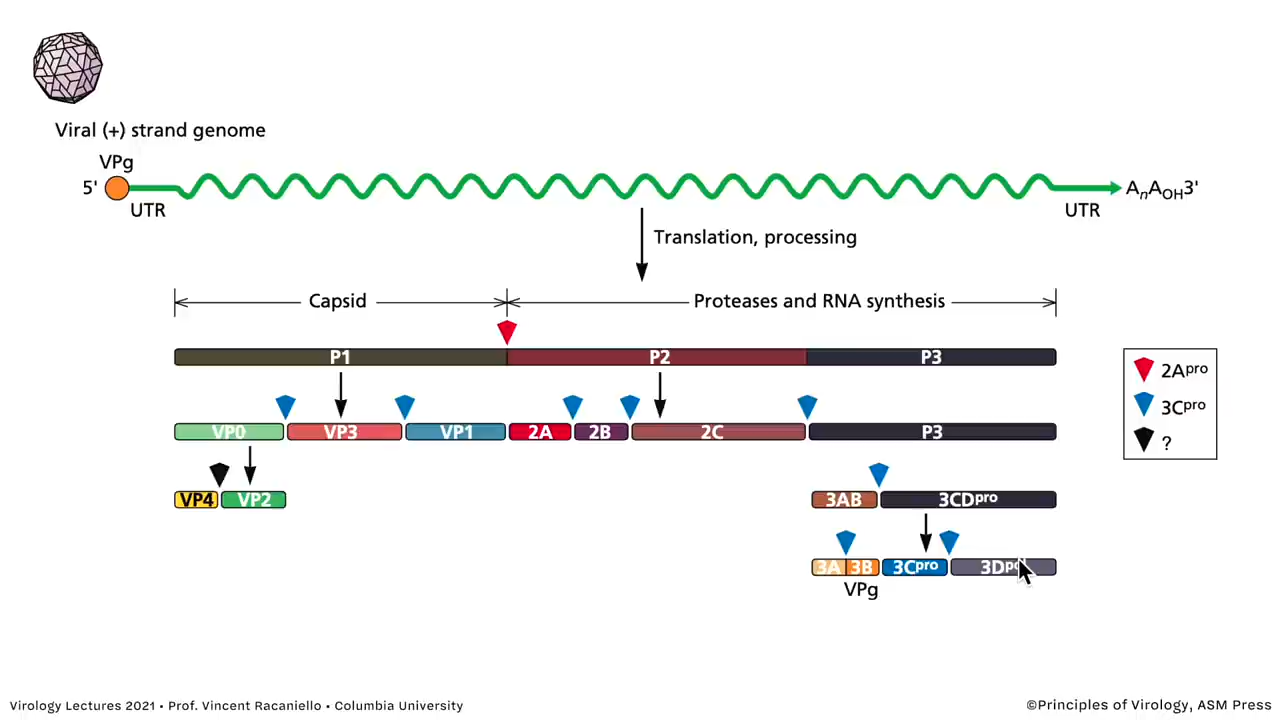 Viral (+) strand genome
VPg
5'
AnAOH3'
UTR
UTR
Translation, processing
Capsid
Proteases and RNA synthesis
P1
P2
P3
2Apro
3Cpro
?
VP0
VP3
VP1
2A
2B
2C
P3
VP4
VP2
3AB
3CDpro
3A
3B
3Cpro
VPg
Virology Lectures 2021 • Prof. Vincent Racaniello • Columbia University
©Principles of Virology, ASM Press